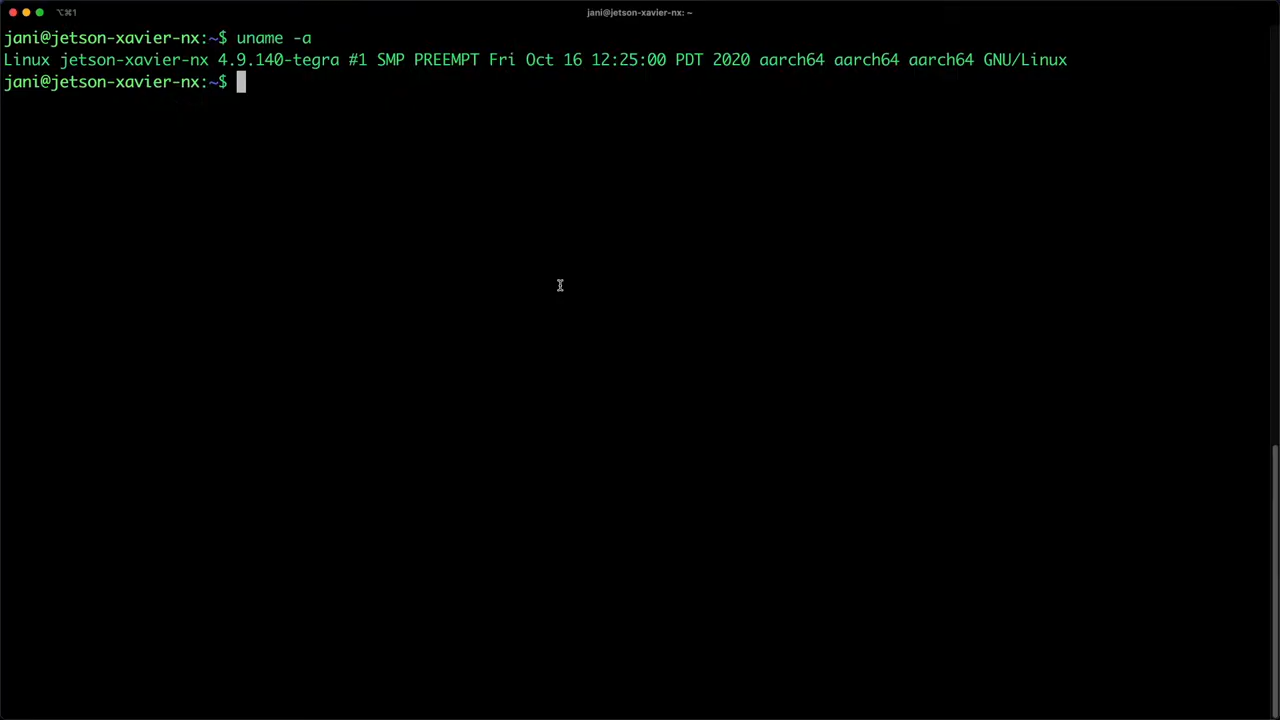 ⌥⌘1
jani@jetson-xavier-nx: ~
jani@jetson-xavier-nx:~$ uname -a
Linux jetson-xavier-nx 4.9.140-tegra #1 SMP PREEMPT Fri Oct 16 12:25:00 PDT 2020 aarch64 aarch64 aarch64 GNU/Linux
jani@jetson-xavier-nx:~$